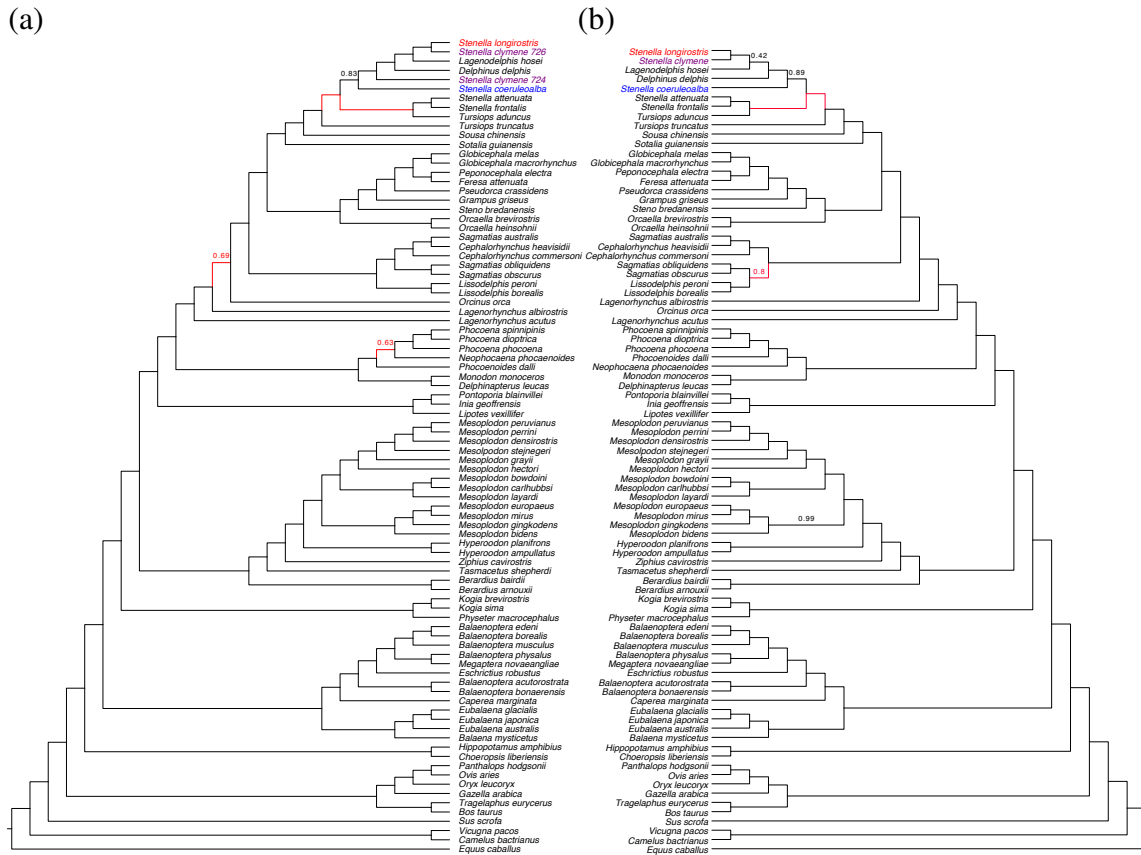 (a)
Stenella longirostris
Stenella clymene 726
Lagenodelphis hosei
0.83
Delphinus delphis
Stenella clymene 724
Stenella coeruleoalba
Stenella attenuata
Stenella frontalis
Tursiops aduncus
Tursiops truncatus
Sousa chinensis
Sotalia guianensis
Globicephala melas
Globicephala macrorhynchus
Peponocephala electra
Feresa attenuata
Pseudorca crassidens
Grampus griseus
Steno bredanensis
Orcaella brevirostris
Orcaella heinsohnii
Sagmatias australis
Cephalorhynchus heavisidii
Cephalorhynchus commersoni
0.69
Sagmatias obliquidens
Sagmatias obscurus
Lissodelphis peroni
Lissodelphis borealis
Orcinus orca
Lagenorhynchus albirostris
Lagenorhynchus acutus
Phocoena spinnipinis
Phocoena dioptrica
0.63
Phocoena phocoena
Neophocaena phocaenoides
Phocoenoides dalli
Monodon monoceros
Delphinapterus leucas
Pontoporia blainvillei
Inia geoffrensis
Lipotes vexillifer
Mesoplodon peruvianus
Mesoplodon perrini
Mesoplodon densirostris
Mesolpodon stejnegeri
Mesoplodon grayii
Mesoplodon hectori
Mesoplodon bowdoini
Mesoplodon carlhubbsi
Mesoplodon layardi
Mesoplodon europaeus
Mesoplodon mirus
Mesoplodon gingkodens
Mesoplodon bidens
Hyperoodon planifrons
Hyperoodon ampullatus
Ziphius cavirostris
Tasmacetus shepherdi
Berardius bairdii
Berardius arnouxii
Kogia brevirostris
Kogia sima
Physeter macrocephalus
Balaenoptera edeni
Balaenoptera borealis
Balaenoptera musculus
Balaenoptera physalus
Megaptera novaeangliae
Eschrictius robustus
Balaenoptera acutorostrata
Balaenoptera bonaerensis
Caperea marginata
Eubalaena glacialis
Eubalaena japonica
Eubalaena australis
Balaena mysticetus
Hippopotamus amphibius
Choeropsis liberiensis
Panthalops hodgsonii
Ovis aries
Oryx leucoryx
Gazella arabica
Tragelaphus eurycerus
Bos taurus
Sus scrofa
Vicugna pacos
Camelus bactrianus
Equus caballus
(b)
Stenella longirostris
0.42
Stenella clymene
Lagenodelphis hosei
0.89
Delphinus delphis
Stenella coeruleoalba
Stenella attenuata
Stenella frontalis
Tursiops aduncus
Tursiops truncatus
Sousa chinensis
Sotalia guianensis
Globicephala melas
Globicephala macrorhynchus
Peponocephala electra
Feresa attenuata
Pseudorca crassidens
Grampus griseus
Steno bredanensis
Orcaella brevirostris
Orcaella heinsohnii
Sagmatias australis
Cephalorhynchus heavisidii
Cephalorhynchus commersoni
Sagmatias obliquidens
Sagmatias obscurus
0.8
Lissodelphis peroni
Lissodelphis borealis
Lagenorhynchus albirostris
Orcinus orca
Lagenorhynchus acutus
Phocoena spinnipinis
Phocoena dioptrica
Phocoena phocoena
Phocoenoides dalli
Neophocaena phocaenoides
Monodon monoceros
Delphinapterus leucas
Pontoporia blainvillei
Inia geoffrensis
Lipotes vexillifer
Mesoplodon peruvianus
Mesoplodon perrini
Mesoplodon densirostris
Mesolpodon stejnegeri
Mesoplodon grayii
Mesoplodon hectori
Mesoplodon bowdoini
Mesoplodon carlhubbsi
Mesoplodon layardi
Mesoplodon europaeus
Mesoplodon mirus
0.99
Mesoplodon gingkodens
Mesoplodon bidens
Hyperoodon planifrons
Hyperoodon ampullatus
Ziphius cavirostris
Tasmacetus shepherdi
Berardius bairdii
Berardius arnouxii
Kogia brevirostris
Kogia sima
Physeter macrocephalus
Balaenoptera edeni
Balaenoptera borealis
Balaenoptera musculus
Balaenoptera physalus
Megaptera novaeangliae
Eschrictius robustus
Balaenoptera acutorostrata
Balaenoptera bonaerensis
Caperea marginata
Eubalaena glacialis
Eubalaena japonica
Eubalaena australis
Balaena mysticetus
Hippopotamus amphibius
Choeropsis liberiensis
Panthalops hodgsonii
Ovis aries
Oryx leucoryx
Gazella arabica
Tragelaphus eurycerus
Bos taurus
Sus scrofa
Vicugna pacos
Camelus bactrianus
Equus caballus